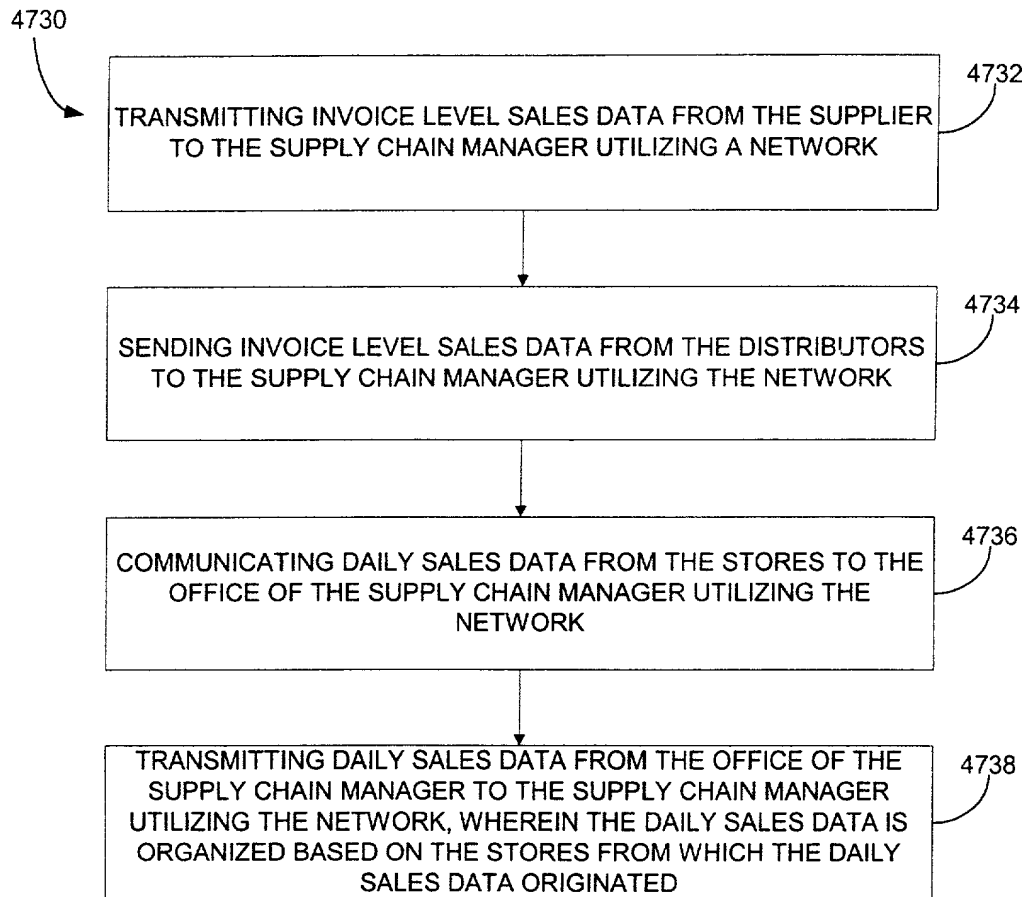 4730
4732
TRANSMITTING INVOICE LEVEL SALES DATA FROM THE SUPPLIER
TO THE SUPPLY CHAIN MANAGER UTILIZING A NETWORK
4734
SENDING INVOICE LEVEL SALES DATA FROM THE DISTRIBUTORS
TO THE SUPPLY CHAIN MANAGER UTILIZING THE NETWORK
4736
COMMUNICATING DAILY SALES DATA FROM THE STORES TO THE
OFFICE OF THE SUPPLY CHAIN MANAGER UTILIZING THE
NETWORK
4738
TRANSMITTING DAILY SALES DATA FROM THE OFFICE OF THE
SUPPLY CHAIN MANAGER TO THE SUPPLY CHAIN MANAGER
UTILIZING THE NETWORK, WHEREIN THE DAILY SALES DATA IS
ORGANIZED BASED ON THE STORES FROM WHICH THE DAILY
SALES DATA ORIGINATED